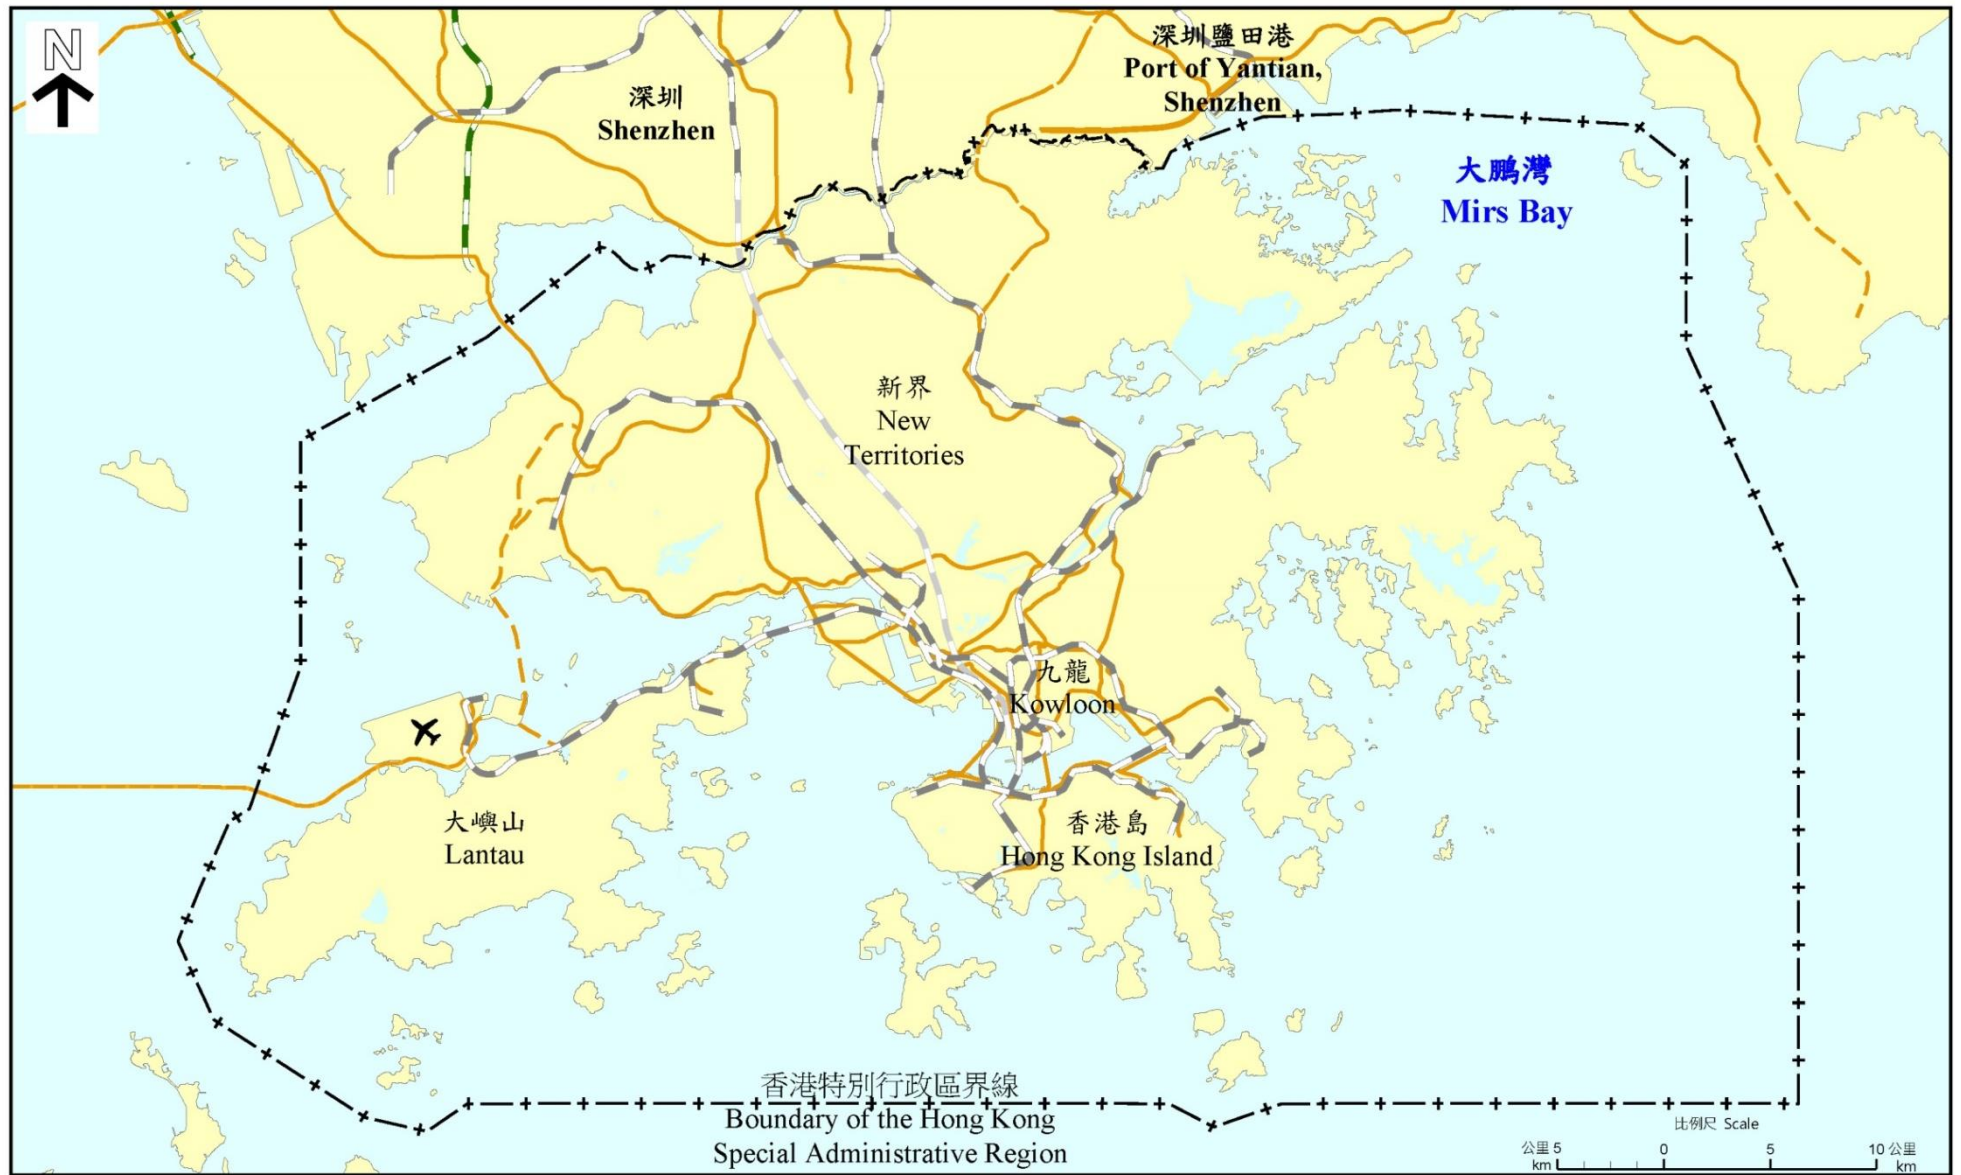 N
深圳鹽田港
Port of Yantian,
Shenzhen
深圳
Shenzhen
大鵬灣
Mirs Bay
新界
New
Territories
九龍
Kowloon
大嶼山
Lantau
香港島
Hong Kong Island
香港特別行政區界線
Boundary of the Hong Kong
Special Administrative Region
比例尺 Scale
公里 5 0 5 10 公里
km km